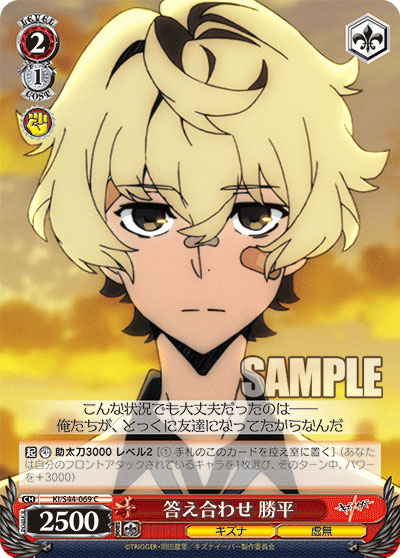 LEVEL
2
1
COST
SAMPLE
こんな状況でも大丈夫だったのは――
俺たちが、とっくに友達になってたからなんだ
【起】 助太刀3000 レベル2 [① 手札のこのカードを控え室に置く] (あなた
は自分のフロントアタックされているキャラを1枚選び、そのターン中、パワー
を+3000)
CH
KI/S44-069 C
2500
答え合わせ 勝平
キズナイーバー
キズナ
虚無
©TRIGGER・岡田麿里／キズナイーバー製作委員会